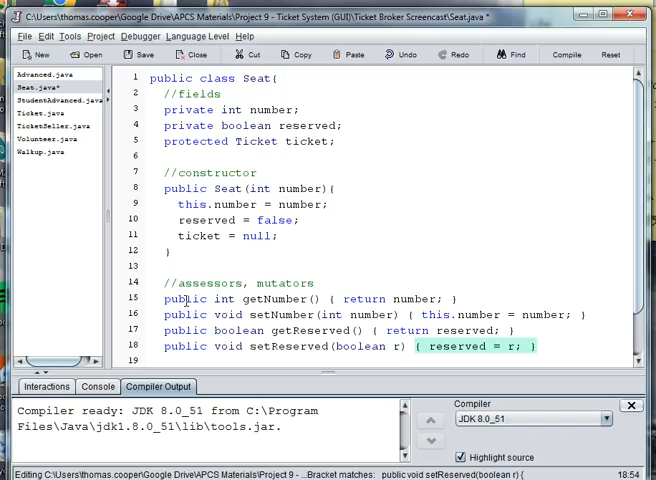 C:\Users\thomas.cooper\Google Drive\APCS Materials\Project 9 - Ticket System (GUI)\Ticket Broker Screencast\Seat.java *
File Edit Tools Project Debugger Language Level Help
New Open Save Close Cut Copy Paste Undo Redo Find Compile Reset
Advanced.java
Seat.java*
StudentAdvanced.java
Ticket.java
TicketSeller.java
Volunteer.java
Walkup.java
1 public class Seat{
2 //fields
3 private int number;
4 private boolean reserved;
5 protected Ticket ticket;
6
7 //constructor
8 public Seat(int number){
9 this.number = number;
10 reserved = false;
11 ticket = null;
12 }
13
14 //assessors, mutators
15 public int getNumber() { return number; }
16 public void setNumber(int number) { this.number = number; }
17 public boolean getReserved() { return reserved; }
18 public void setReserved(boolean r) { reserved = r; }
19
Interactions Console Compiler Output
Compiler ready: JDK 8.0_51 from C:\Program
Files\Java\jdk1.8.0_51\lib\tools.jar.
Compiler
JDK 8.0_51
Highlight source
Editing C:\Users\thomas.cooper\Google Drive\APCS Materials\Project 9 -...Bracket matches: public void setReserved(boolean r) { 18:54